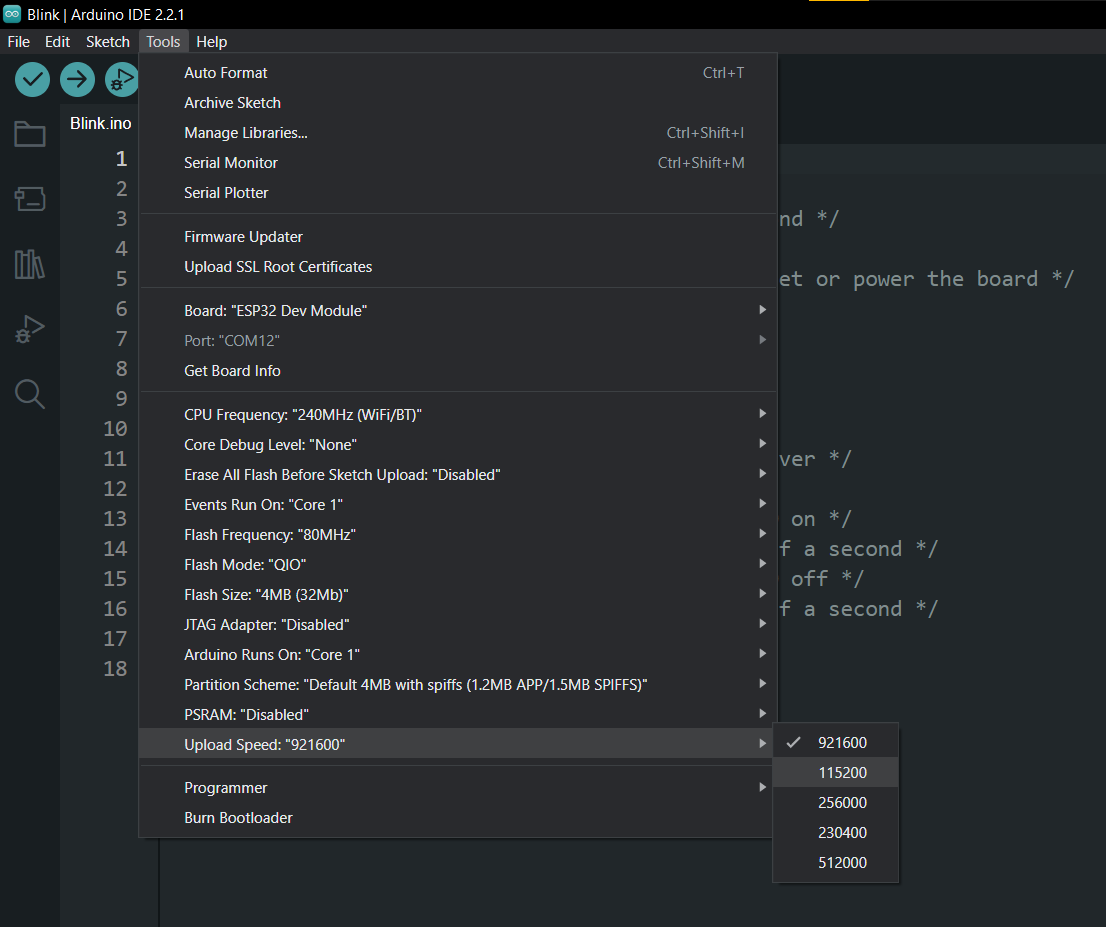 Blink | Arduino IDE 2.2.1
File Edit Sketch Tools Help
Auto Format Ctrl+T
Archive Sketch
Manage Libraries... Ctrl+Shift+I
Serial Monitor Ctrl+Shift+M
Serial Plotter
Firmware Updater
Upload SSL Root Certificates
Board: "ESP32 Dev Module"
Port: "COM12"
Get Board Info
CPU Frequency: "240MHz (WiFi/BT)"
Core Debug Level: "None"
Erase All Flash Before Sketch Upload: "Disabled"
Events Run On: "Core 1"
Flash Frequency: "80MHz"
Flash Mode: "QIO"
Flash Size: "4MB (32Mb)"
JTAG Adapter: "Disabled"
Arduino Runs On: "Core 1"
Partition Scheme: "Default 4MB with spiffs (1.2MB APP/1.5MB SPIFFS)"
PSRAM: "Disabled"
Upload Speed: "921600"
Programmer
Burn Bootloader
921600
115200
256000
230400
512000
Blink.ino
1
2
3 nd */
4
5 et or power the board */
6
7
8
9
10
11 ver */
12
13 on */
14 f a second */
15 off */
16 f a second */
17
18